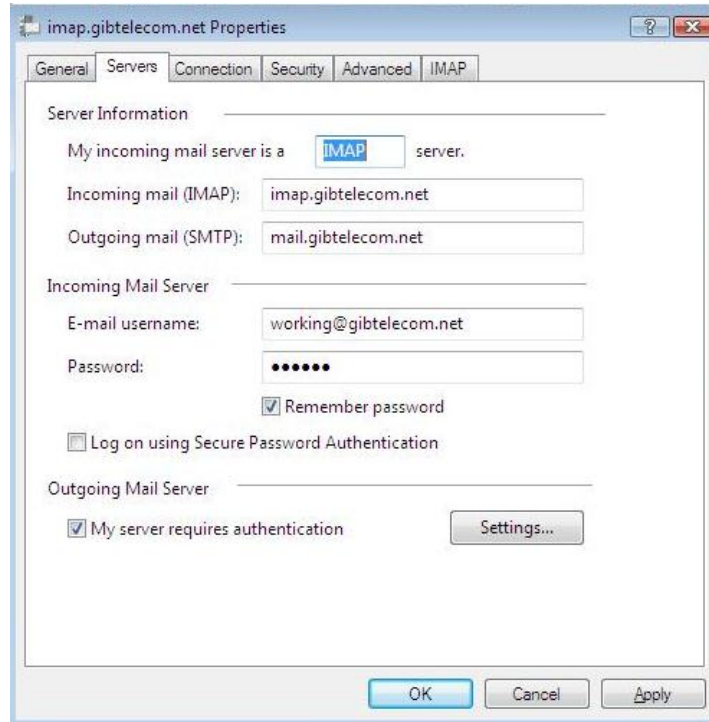 imap.gibtelecom.net Properties
General Servers Connection Security Advanced IMAP
Server Information
My incoming mail server is a IMAP server.
Incoming mail (IMAP): imap.gibtelecom.net
Outgoing mail (SMTP): mail.gibtelecom.net
Incoming Mail Server
E-mail username: working@gibtelecom.net
Password: ●●●●●●
Remember password
Log on using Secure Password Authentication
Outgoing Mail Server
My server requires authentication Settings...
OK Cancel Apply